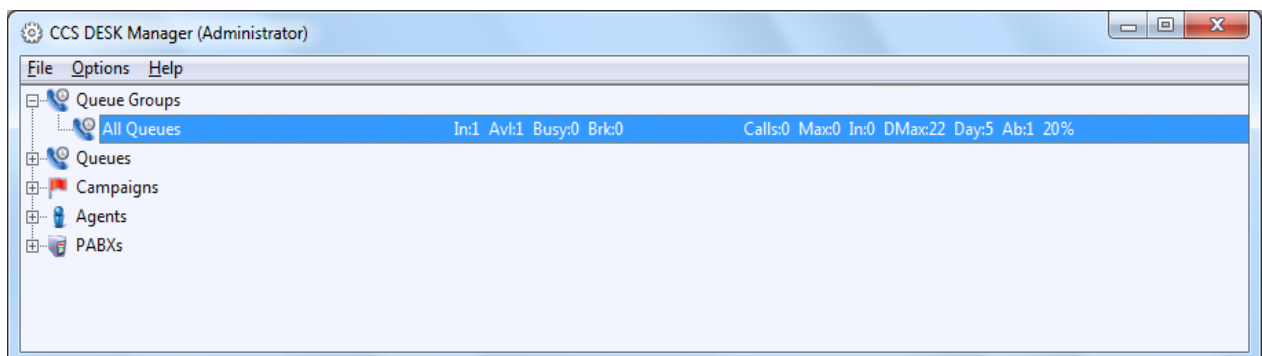 CCS DESK Manager (Administrator)
File Options Help
Queue Groups
All Queues In:1 Avl:1 Busy:0 Brk:0 Calls:0 Max:0 In:0 DMax:22 Day:5 Ab:1 20%
Queues
Campaigns
Agents
PABXs